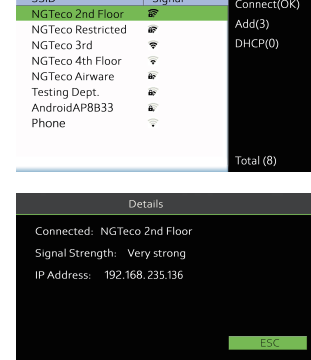 SSID Signal Connect(OK)
NGTeco 2nd Floor Add(3)
NGTeco Restricted DHCP(0)
NGTeco 3rd
NGTeco 4th Floor
NGTeco Airware
Testing Dept.
AndroidAP8B33
Phone
Total (8)
Details
Connected: NGTeco 2nd Floor
Signal Strength: Very strong
IP Address: 192.168.235.136
ESC